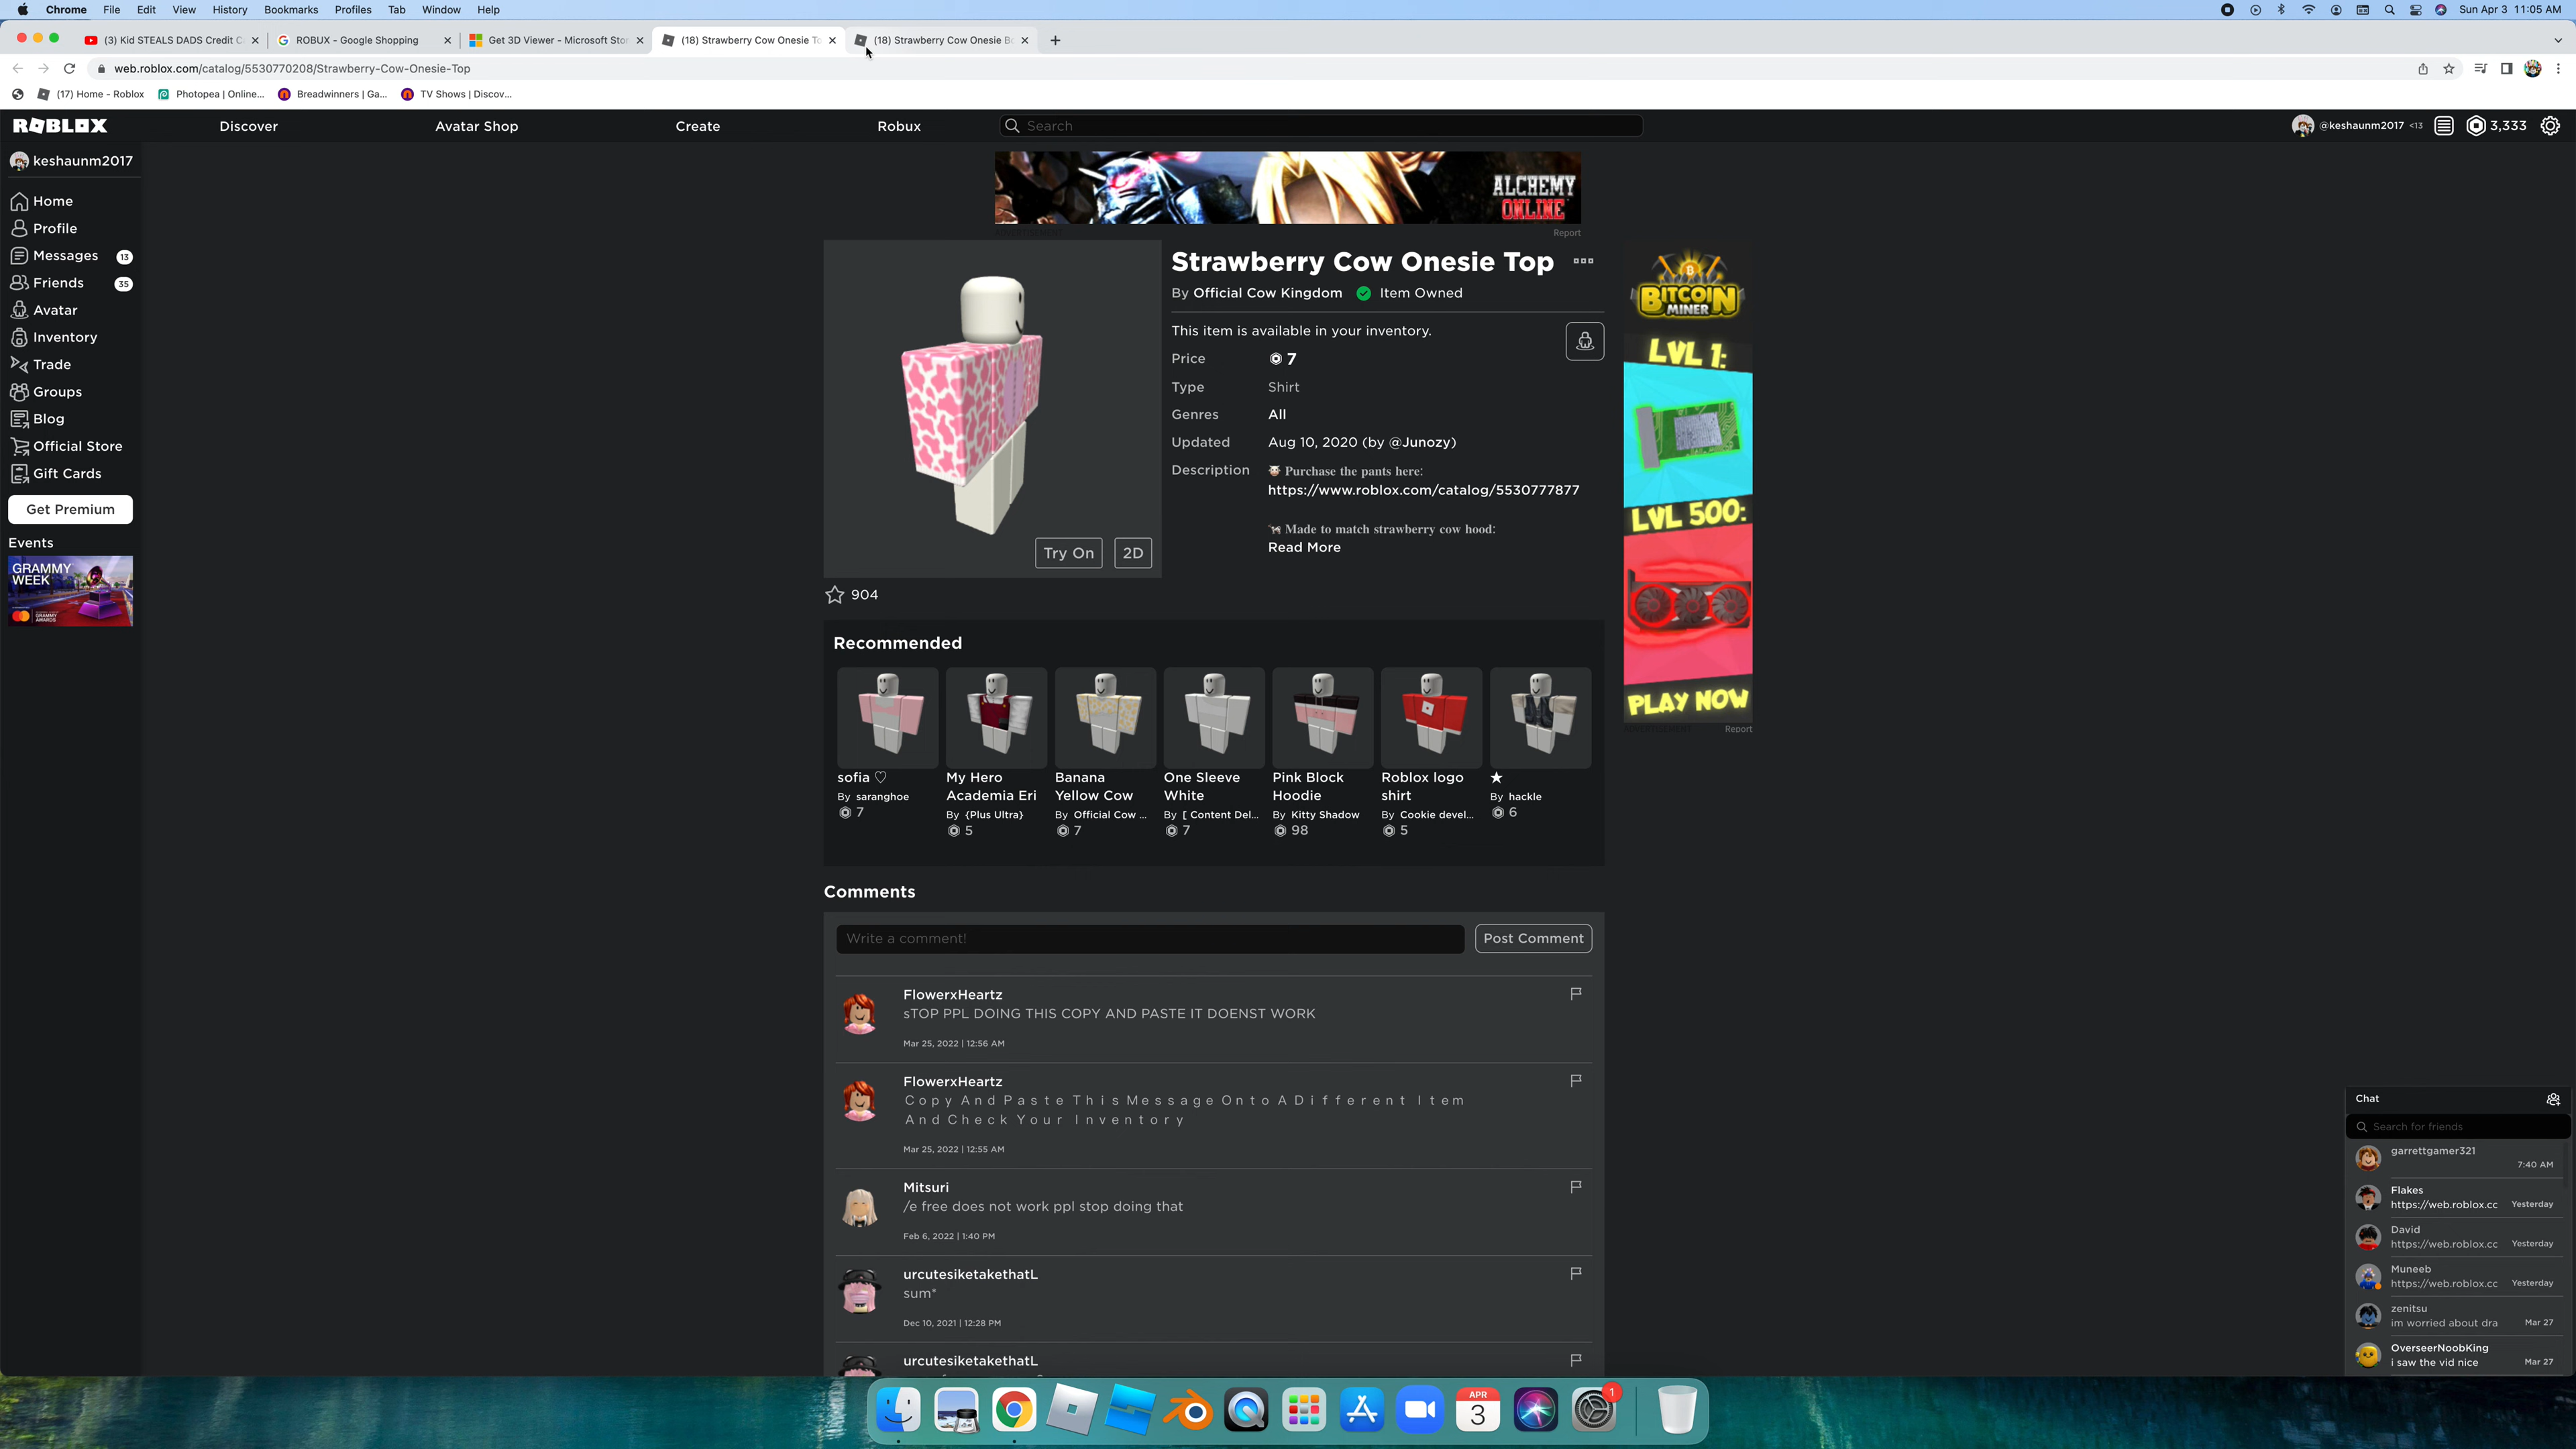 Chrome File Edit View History Bookmarks Profiles Tab Window Help Sun Apr 3 11:05 AM
(3) Kid STEALS DADS Credit C ROBUX - Google Shopping Get 3D Viewer - Microsoft Stor (18) Strawberry Cow Onesie To (18) Strawberry Cow Onesie Bo
web.roblox.com/catalog/5530770208/Strawberry-Cow-Onesie-Top
(17) Home - Roblox Photopea | Online... Breadwinners | Ga... TV Shows | Discov...
ROBLOX Discover Avatar Shop Create Robux Search @keshaunm2017 <13 3,333
keshaunm2017
Home
Profile
Messages 13
Friends 35
Avatar
Inventory
Trade
Groups
Blog
Official Store
Gift Cards
Get Premium
Events
GRAMMY
WEEK
ALCHEMY
ONLINE
ADVERTISEMENT Report
Strawberry Cow Onesie Top
By Official Cow Kingdom Item Owned
This item is available in your inventory.
Price 7
Type Shirt
Genres All
Updated Aug 10, 2020 (by @Junozy)
Description 🐮 Purchase the pants here:
https://www.roblox.com/catalog/5530777877
🐄 Made to match strawberry cow hood:
Read More
Try On 2D
904
BITCOIN
MINER
LVL 1:
LVL 500:
PLAY NOW
Report
Recommended
sofia ♡
By saranghoe
7
My Hero
Academia Eri
By {Plus Ultra}
5
Banana
Yellow Cow
By Official Cow ...
7
One Sleeve
White
By [ Content Del...
7
Pink Block
Hoodie
By Kitty Shadow
98
Roblox logo
shirt
By Cookie devel...
5
★
By hackle
6
Comments
Write a comment! Post Comment
FlowerxHeartz
sTOP PPL DOING THIS COPY AND PASTE IT DOENST WORK
Mar 25, 2022 | 12:56 AM
FlowerxHeartz
Copy And Paste This Message Onto A Different Item
And Check Your Inventory
Mar 25, 2022 | 12:55 AM
Mitsuri
/e free does not work ppl stop doing that
Feb 6, 2022 | 1:40 PM
urcutesiketakethatL
sum*
Dec 10, 2021 | 12:28 PM
urcutesiketakethatL
Chat
Search for friends
garrettgamer321
7:40 AM
Flakes
https://web.roblox.cc Yesterday
David
https://web.roblox.cc Yesterday
Muneeb
https://web.roblox.cc Yesterday
zenitsu
im worried about dra Mar 27
OverseerNoobKing
i saw the vid nice Mar 27
APR
3
1